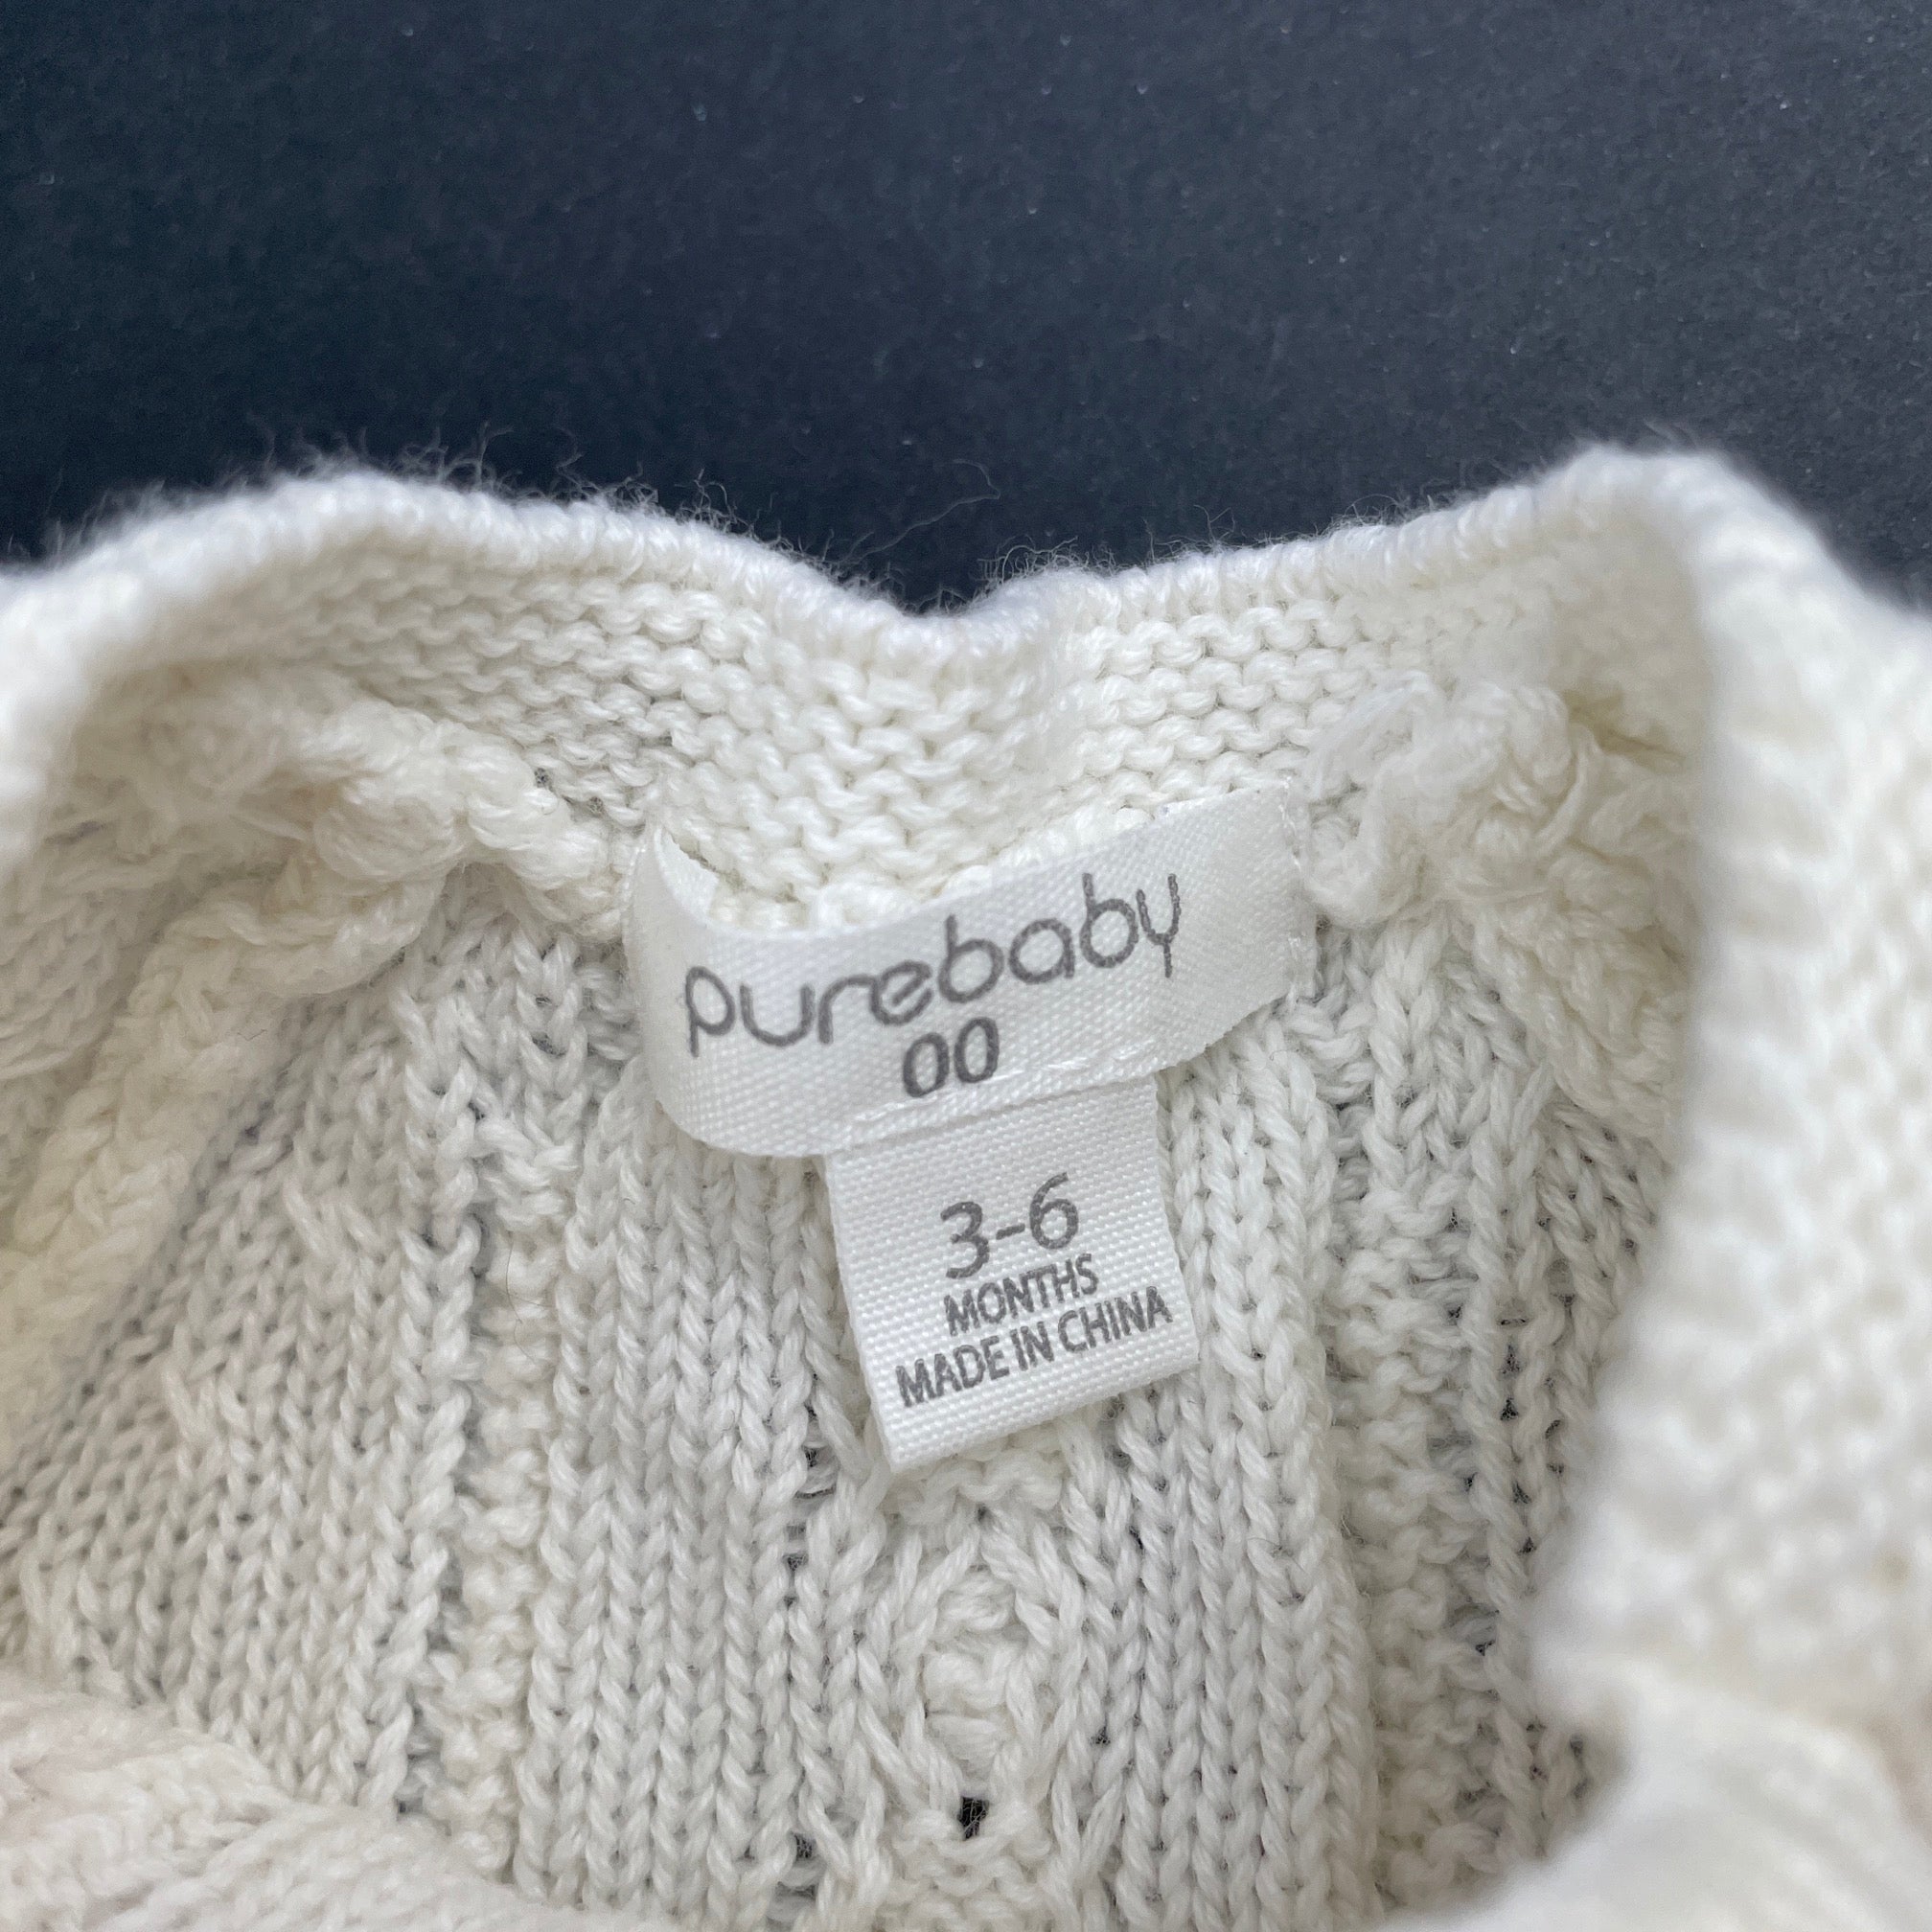 purebaby
00
3-6
MONTHS
MADE IN CHINA